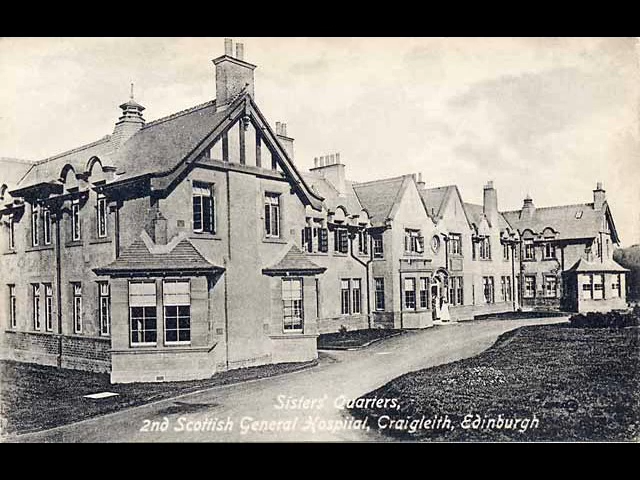 Sisters' Quarters,
2nd Scottish General Hospital, Craigleith, Edinburgh